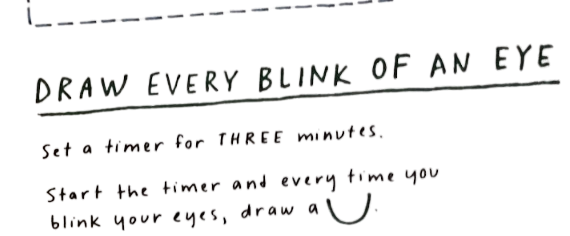 DRAW EVERY BLINK OF AN EYE
Set a timer for THREE minutes.
Start the timer and every time you
blink your eyes, draw a .